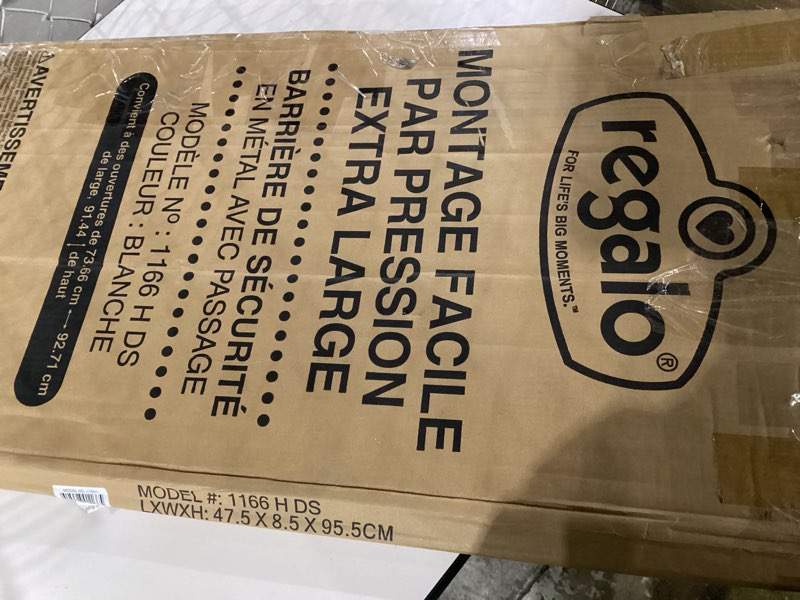 regalo®
FOR LIFE'S BIG MOMENTS.™
MONTAGE FACILE
PAR PRESSION
EXTRA LARGE
BARRIÈRE DE SÉCURITÉ
EN MÉTAL AVEC PASSAGE
MODÈLE Nº : 1166 H DS
COULEUR : BLANCHE
Convient à des ouvertures de 73.66 cm ↔ 92.71 cm
de large, 91.44 ↕ de haut
⚠ AVERTISSEME
MODEL #: 1166 H DS
LXWXH: 47.5 X 8.5 X 95.5CM